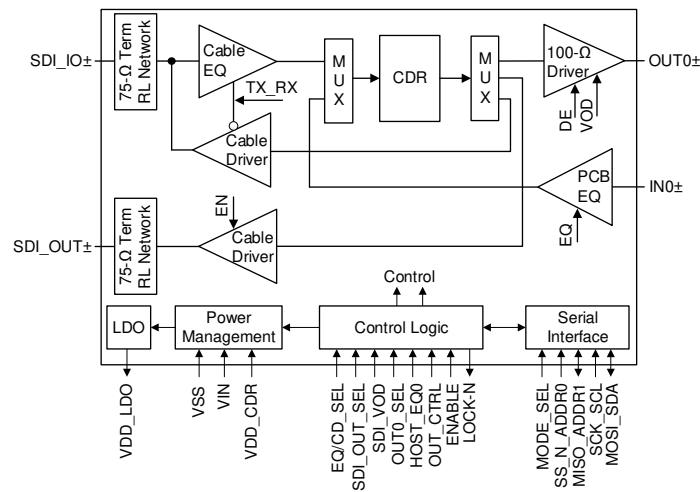 SDI_IO±
75-Ω Term
RL Network
Cable
EQ
TX_RX
Cable
Driver
MUX
CDR
MUX
100-Ω
Driver
OUT0±
DE
VOD
PCB
EQ
IN0±
EQ
SDI_OUT±
75-Ω Term
RL Network
EN
Cable
Driver
Control
LDO
Power
Management
Control Logic
Serial
Interface
VDD_LDO
VSS
VIN
VDD_CDR
EQ/CD_SEL
SDI_OUT_SEL
SDI_VOD
OUT0_SEL
HOST_EQ0
OUT_CTRL
ENABLE
LOCK-N
MODE_SEL
SS_N_ADDR0
MISO_ADDR1
SCK_SCL
MOSI_SDA